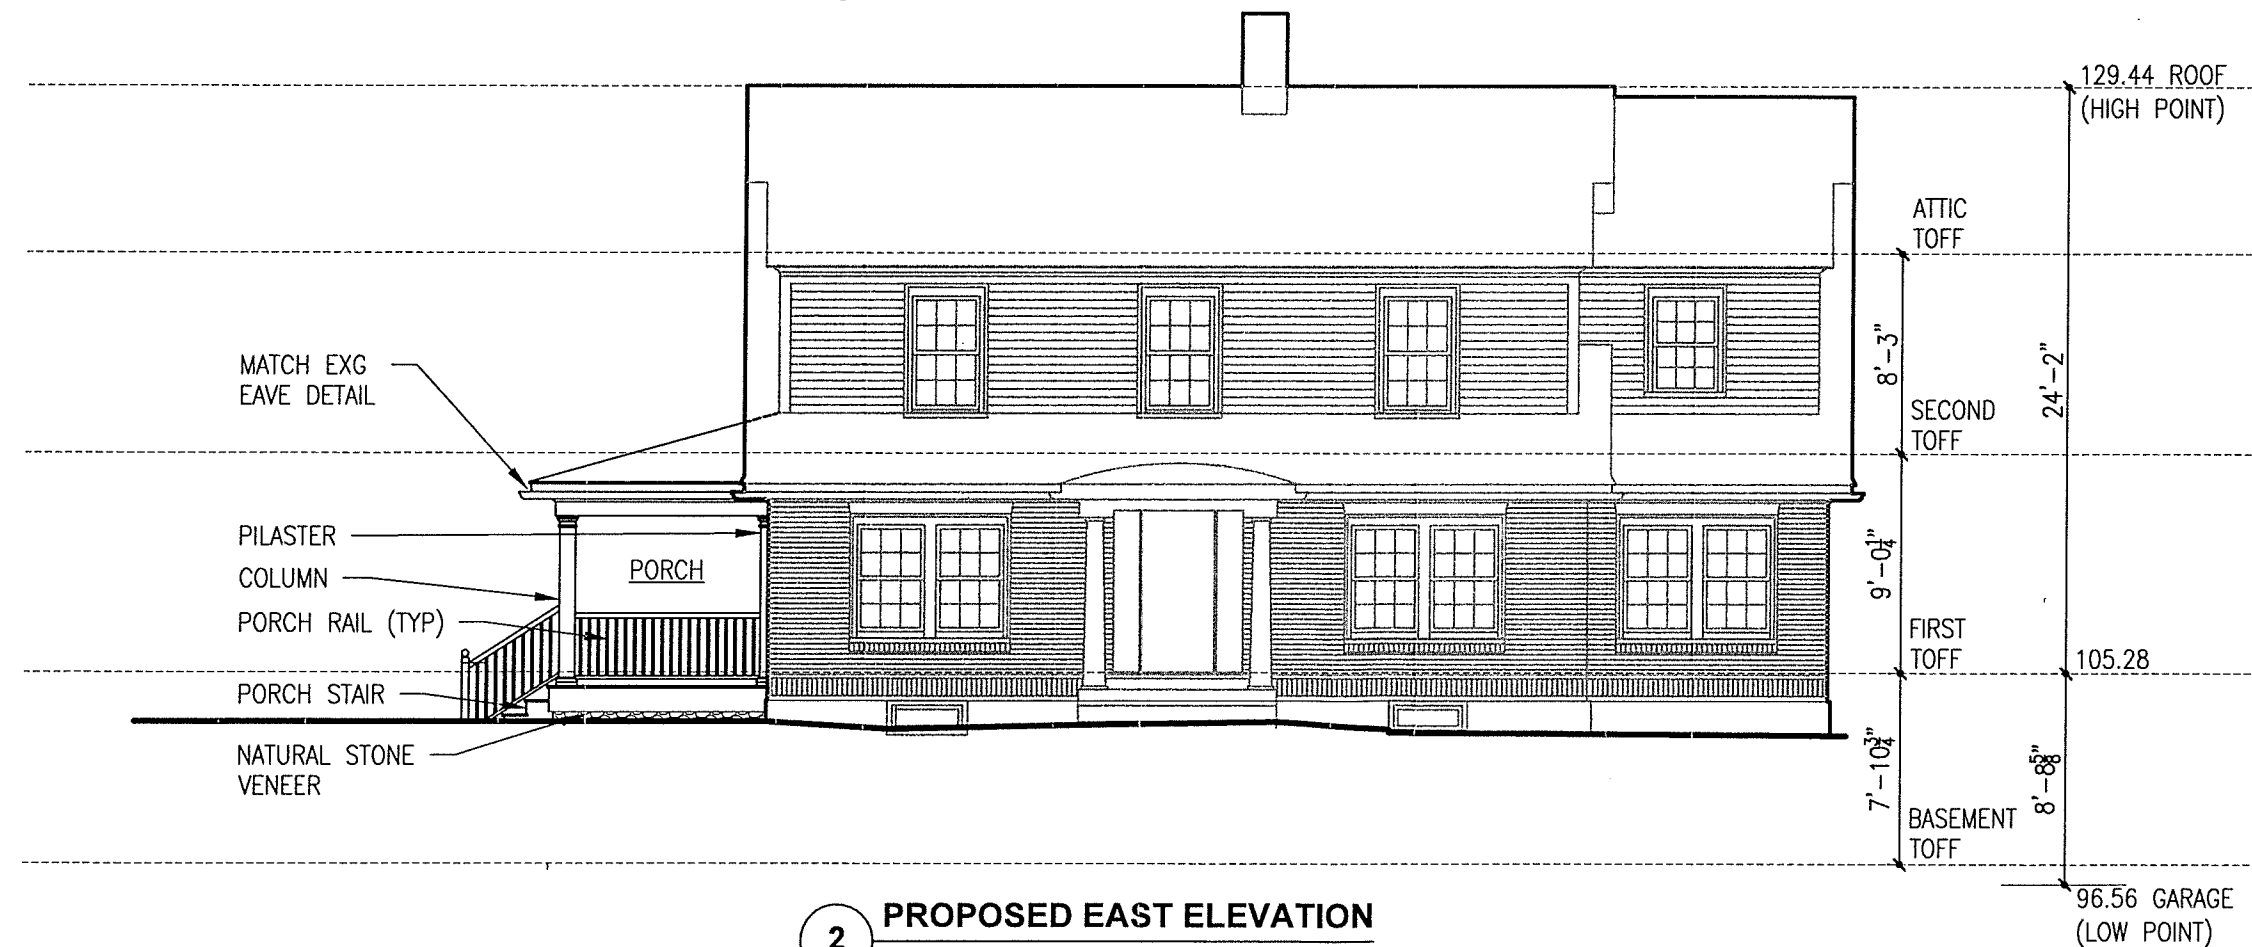 129.44 ROOF
(HIGH POINT)
ATTIC
TOFF
8'-3"
24'-2"
MATCH EXG
EAVE DETAIL
SECOND
TOFF
PILASTER
COLUMN
PORCH
PORCH RAIL (TYP)
9'-0¼"
FIRST
TOFF
105.28
PORCH STAIR
NATURAL STONE
VENEER
7'-10¾"
8'-8⅝"
BASEMENT
TOFF
96.56 GARAGE
(LOW POINT)
2
PROPOSED EAST ELEVATION